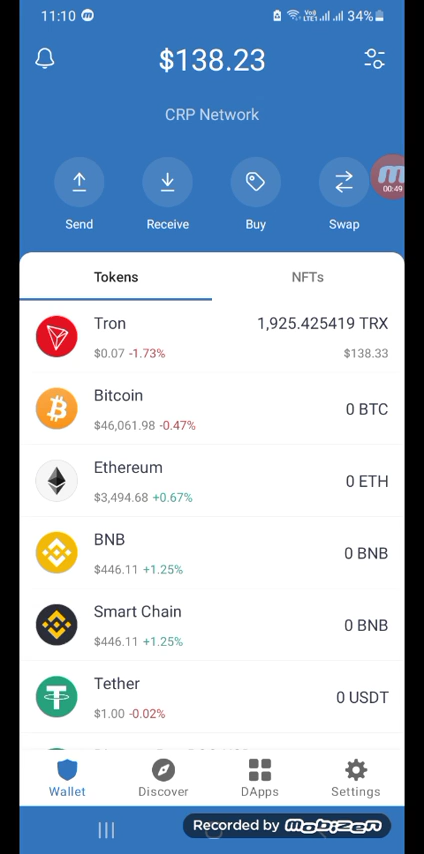 11:10
Vo) LTE1 34%
$138.23
CRP Network
00:49
Send Receive Buy Swap
Tokens NFTs
Tron 1,925.425419 TRX
$0.07 -1.73% $138.33
Bitcoin
$46,061.98 -0.47% 0 BTC
Ethereum
$3,494.68 +0.67% 0 ETH
BNB
$446.11 +1.25% 0 BNB
Smart Chain
$446.11 +1.25% 0 BNB
Tether
$1.00 -0.02% 0 USDT
Wallet Discover DApps Settings
Recorded by mobizen